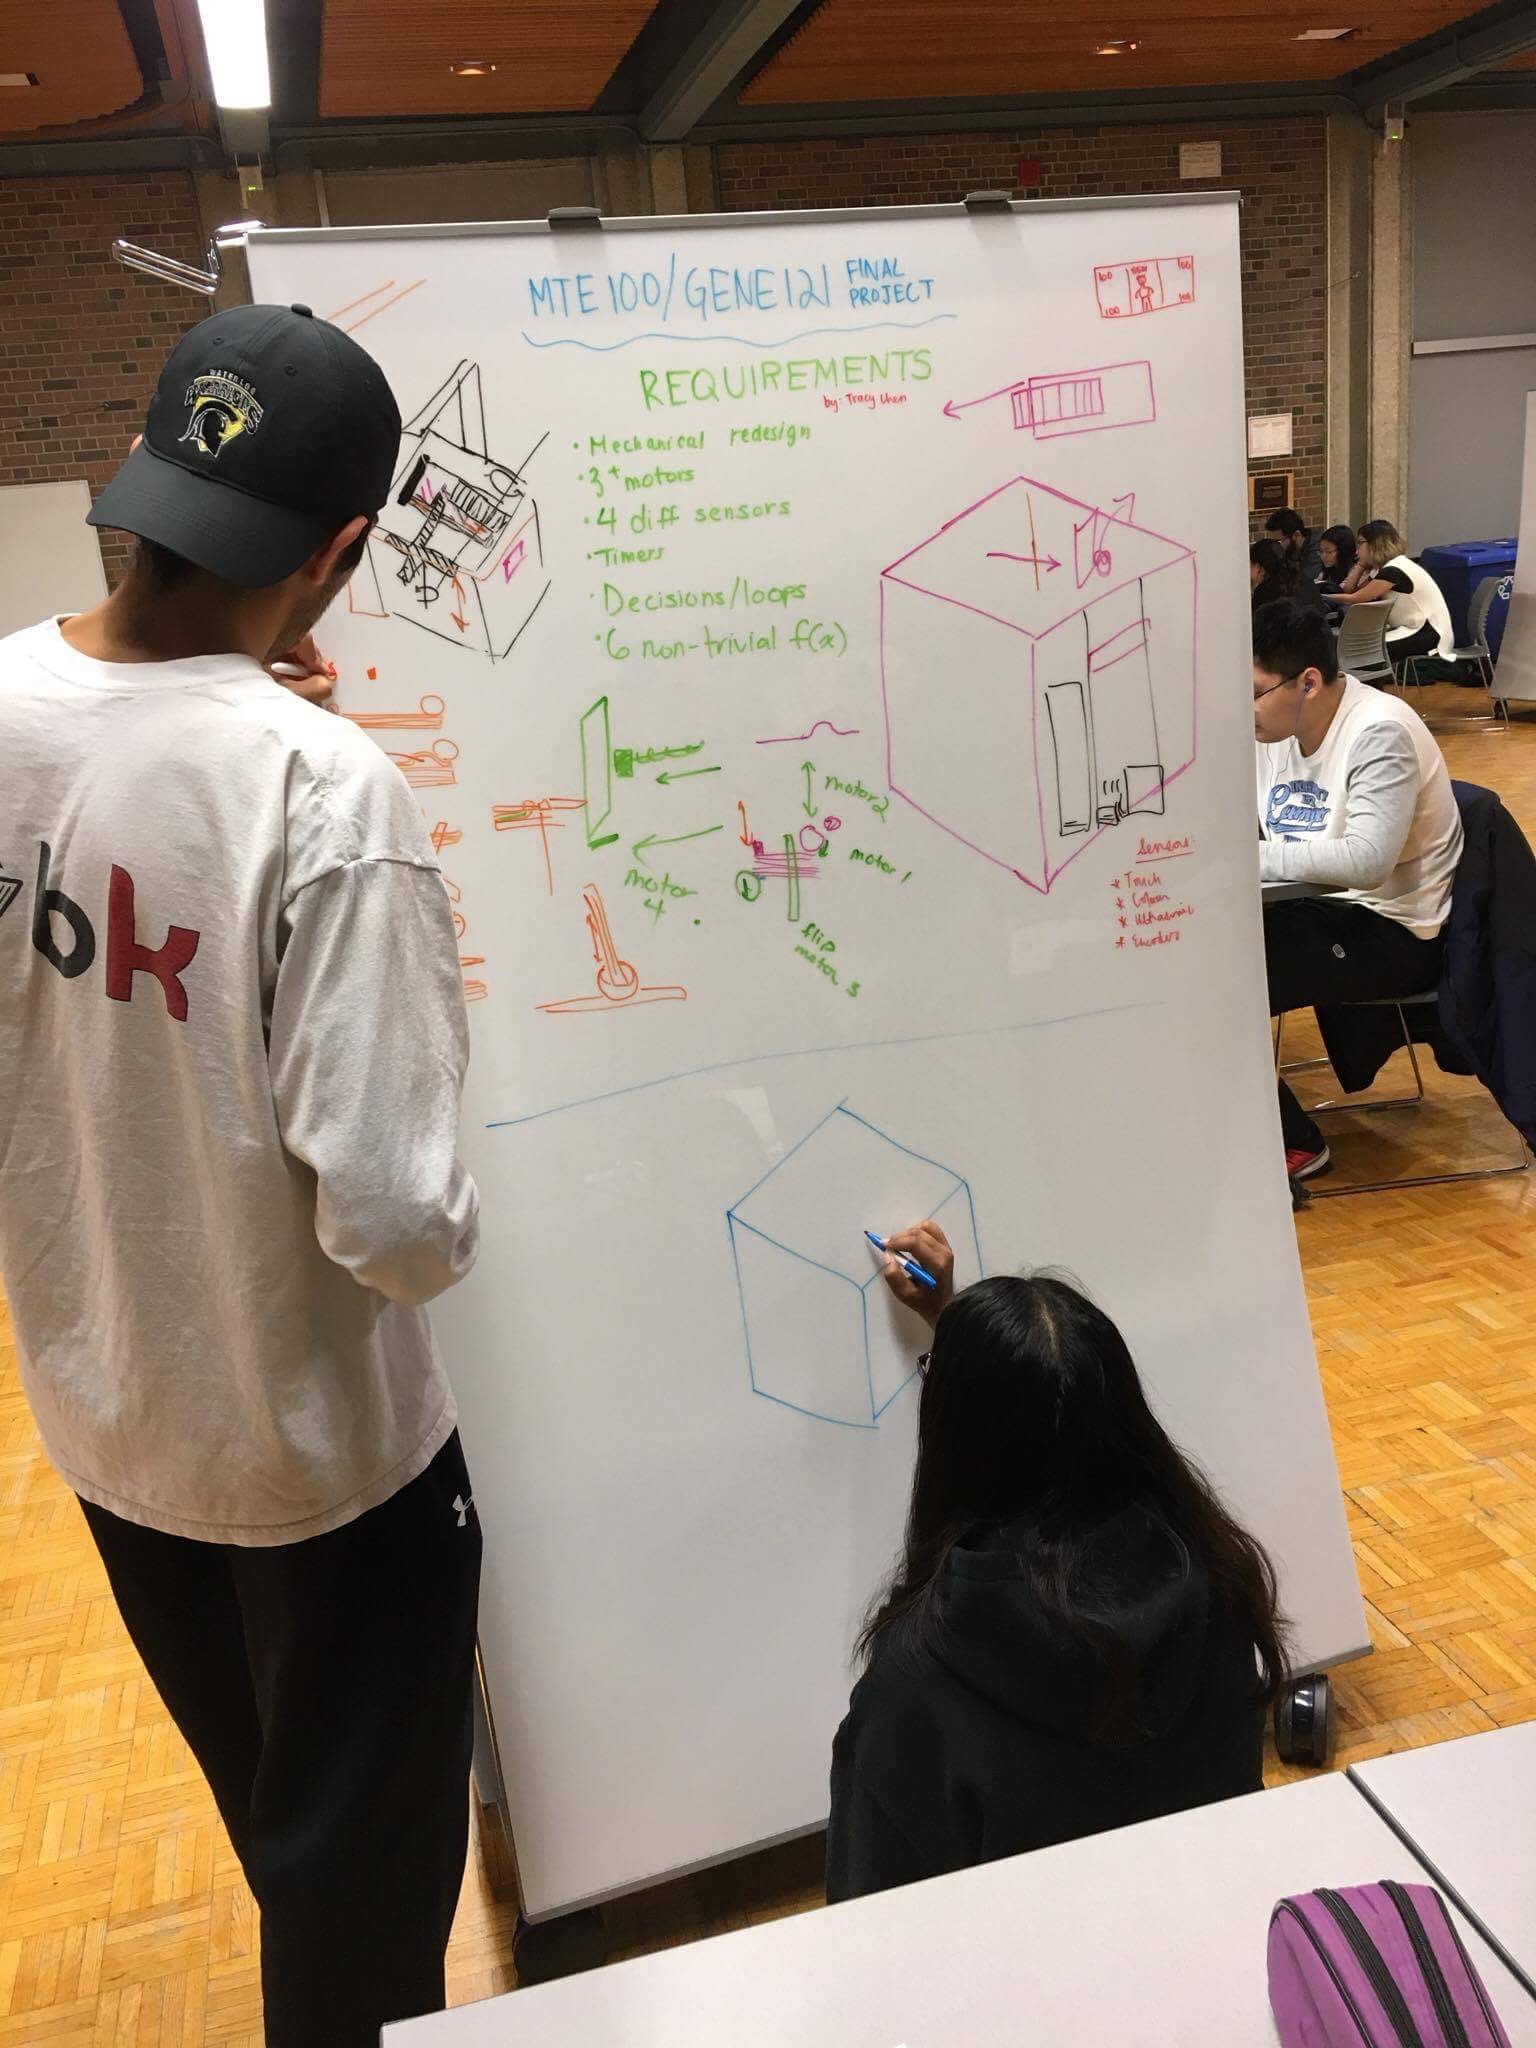 MTE 100/GENE 121 FINAL
PROJECT
100 100
100 100
REQUIREMENTS
by: Tracy Chen
• Mechanical redesign
• 3+ motors
• 4 diff sensors
• Timers
• Decisions/loops
• 6 non-trivial f(x)
motor 2
motor 1
motor
4
flip
motor 3
1
2
Sensors:
* Touch
* Colour
* Ultrasonic
* Encoders
WATERLOO
WARRIORS
bk